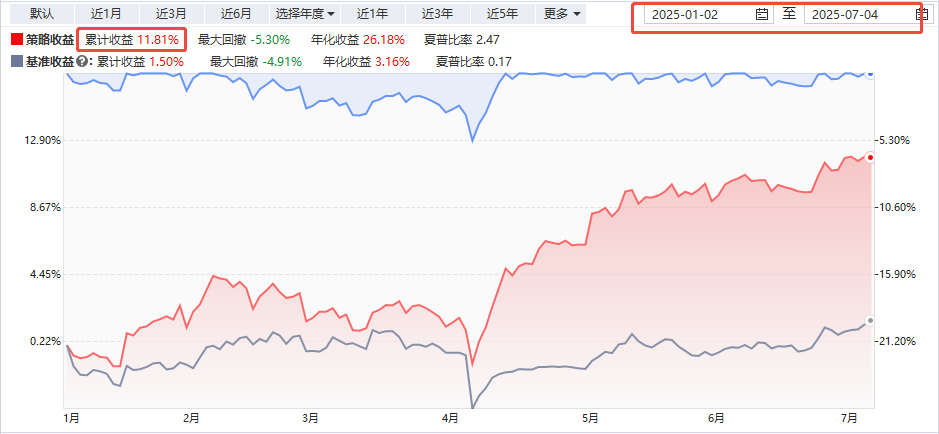 默认 近1月 近3月 近6月 选择年度 近1年 近3年 近5年 更多 2025-01-02 至 2025-07-04
策略收益 累计收益 11.81% 最大回撤 -5.30% 年化收益 26.18% 夏普比率 2.47
基准收益?: 累计收益 1.50% 最大回撤 -4.91% 年化收益 3.16% 夏普比率 0.17
12.90% -5.30%
8.67% -10.60%
4.45% -15.90%
0.22% -21.20%
1月 2月 3月 4月 5月 6月 7月